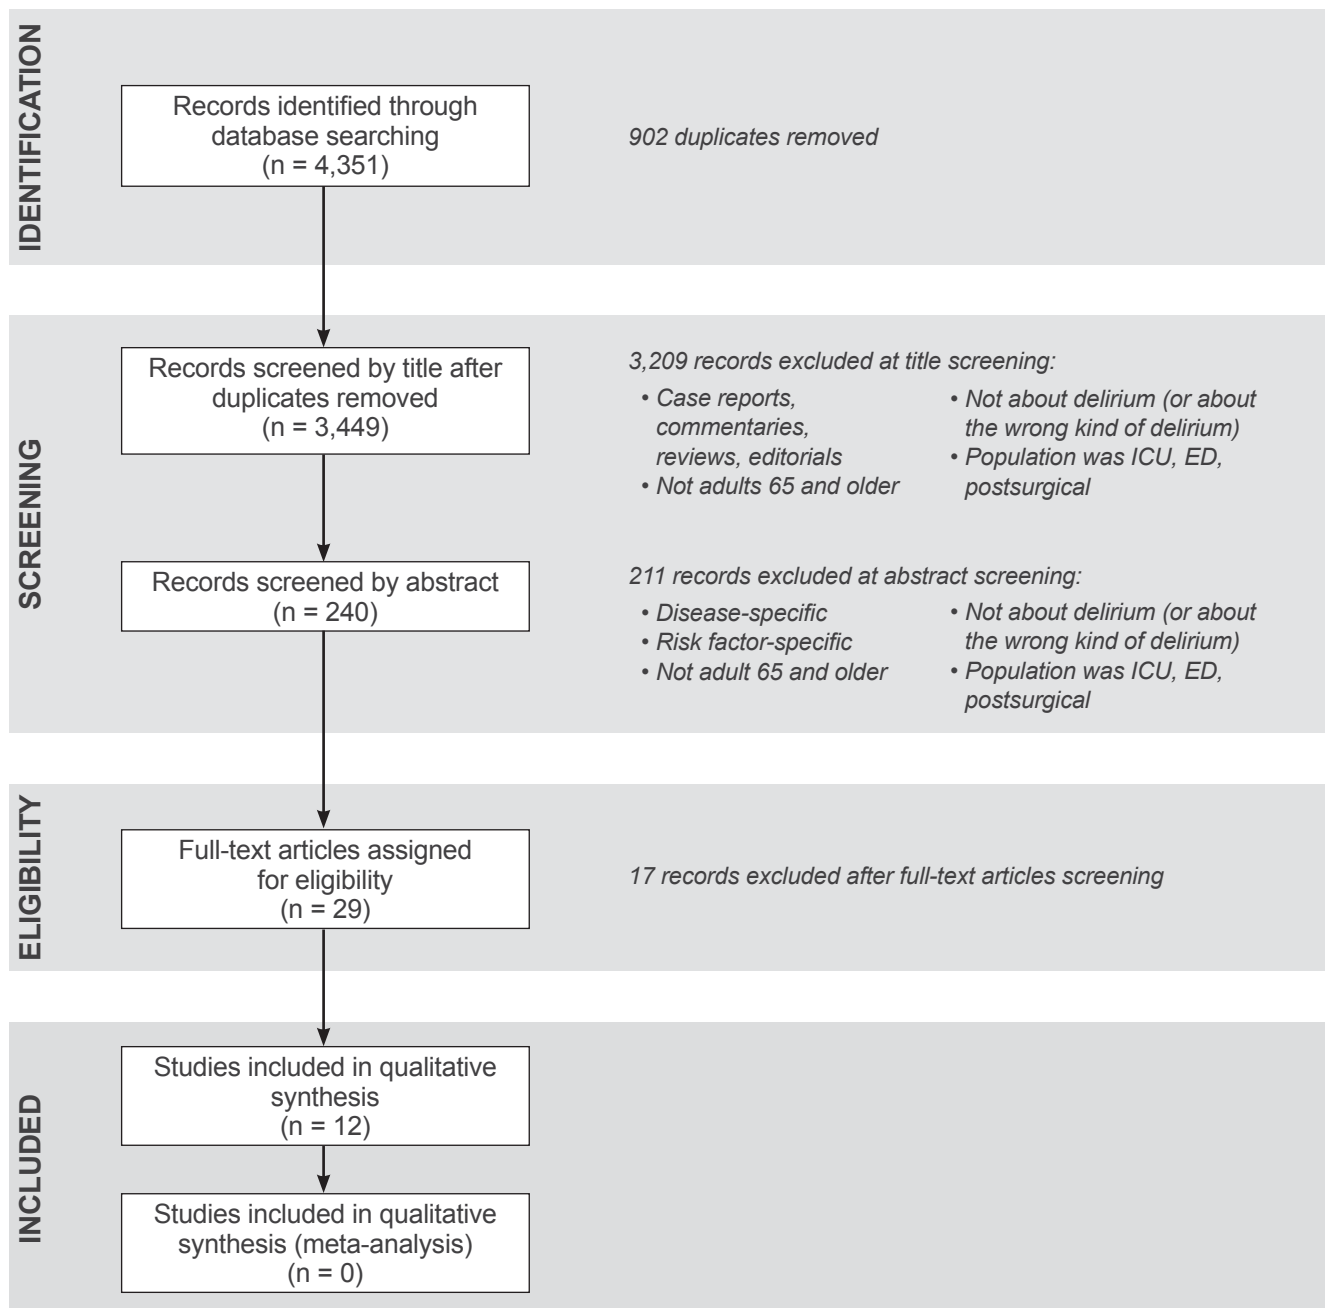 IDENTIFICATION
Records identified through
database searching
(n = 4,351)
902 duplicates removed
SCREENING
Records screened by title after
duplicates removed
(n = 3,449)
3,209 records excluded at title screening:
• Case reports,
commentaries,
reviews, editorials
• Not adults 65 and older
• Not about delirium (or about
the wrong kind of delirium)
• Population was ICU, ED,
postsurgical
Records screened by abstract
(n = 240)
211 records excluded at abstract screening:
• Disease-specific
• Risk factor-specific
• Not adult 65 and older
• Not about delirium (or about
the wrong kind of delirium)
• Population was ICU, ED,
postsurgical
ELIGIBILITY
Full-text articles assigned
for eligibility
(n = 29)
17 records excluded after full-text articles screening
INCLUDED
Studies included in qualitative
synthesis
(n = 12)
Studies included in qualitative
synthesis (meta-analysis)
(n = 0)